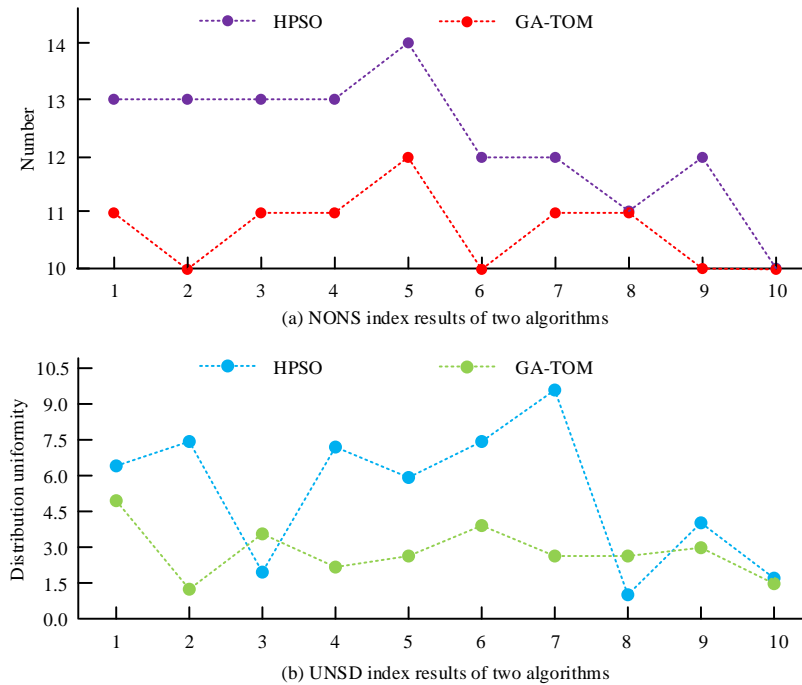 HPSO GA-TOM
14
13
12
11
10
Number
1 2 3 4 5 6 7 8 9 10
(a) NONS index results of two algorithms
HPSO GA-TOM
10.5
9.0
7.5
6.0
4.5
3.0
1.5
0.0
Distribution uniformity
1 2 3 4 5 6 7 8 9 10
(b) UNSD index results of two algorithms